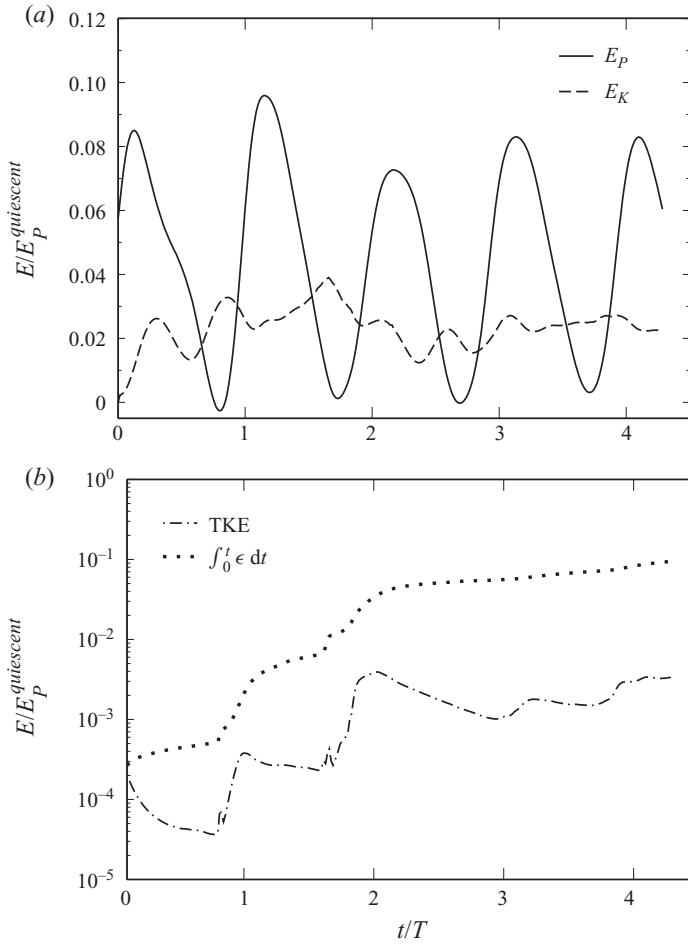 (a)
0.12
0.10
0.08
0.06
0.04
0.02
0
E/E_P^quiescent
E_P
E_K
0 1 2 3 4
(b)
10^0
10^−1
10^−2
10^−3
10^−4
10^−5
E/E_P^quiescent
TKE
∫_0^t ϵ dt
0 1 2 3 4
t/T